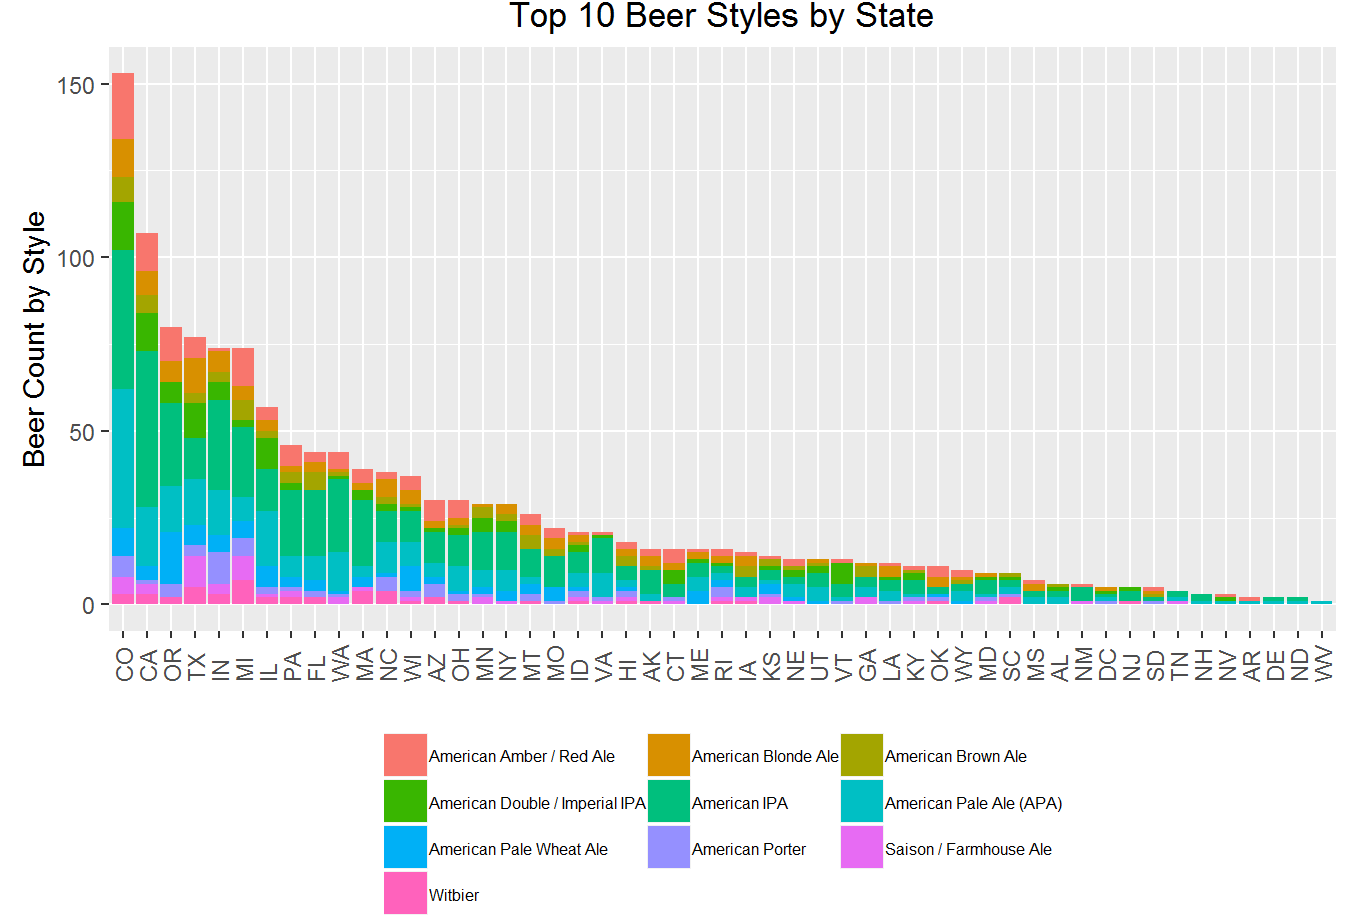 Top 10 Beer Styles by State
Beer Count by Style
150
100
50
0
CO CA OR TX IN MI IL PA FL WA MA NC WI AZ OH MN NY MT MO ID VA HI AK CT ME RI IA KS NE UT VT GA LA KY OK WY MD SC MS AL NM DC NJ SD TN NH NV AR DE ND WV
American Amber / Red Ale American Blonde Ale American Brown Ale
American Double / Imperial IPA American IPA American Pale Ale (APA)
American Pale Wheat Ale American Porter Saison / Farmhouse Ale
Witbier